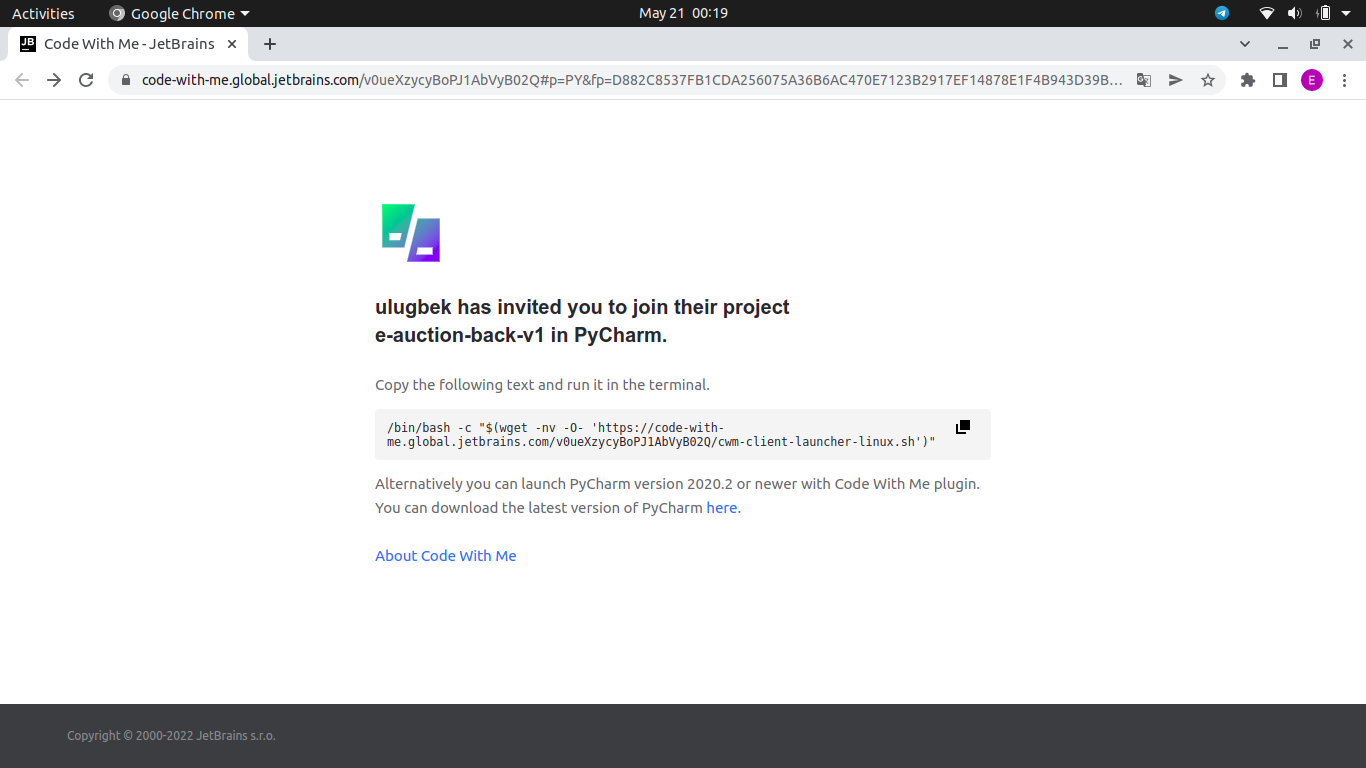 Activities
Google Chrome
May 21 00:19
JB
Code With Me - JetBrains
code-with-me.global.jetbrains.com/v0ueXzycyBoPJ1AbVyB02Q#p=PY&fp=D882C8537FB1CDA256075A36B6AC470E7123B2917EF14878E1F4B943D39B...
E
ulugbek has invited you to join their project
e-auction-back-v1 in PyCharm.
Copy the following text and run it in the terminal.
/bin/bash -c "$(wget -nv -O- 'https://code-with-
me.global.jetbrains.com/v0ueXzycyBoPJ1AbVyB02Q/cwm-client-launcher-linux.sh')"
Alternatively you can launch PyCharm version 2020.2 or newer with Code With Me plugin.
You can download the latest version of PyCharm here.
About Code With Me
Copyright © 2000-2022 JetBrains s.r.o.